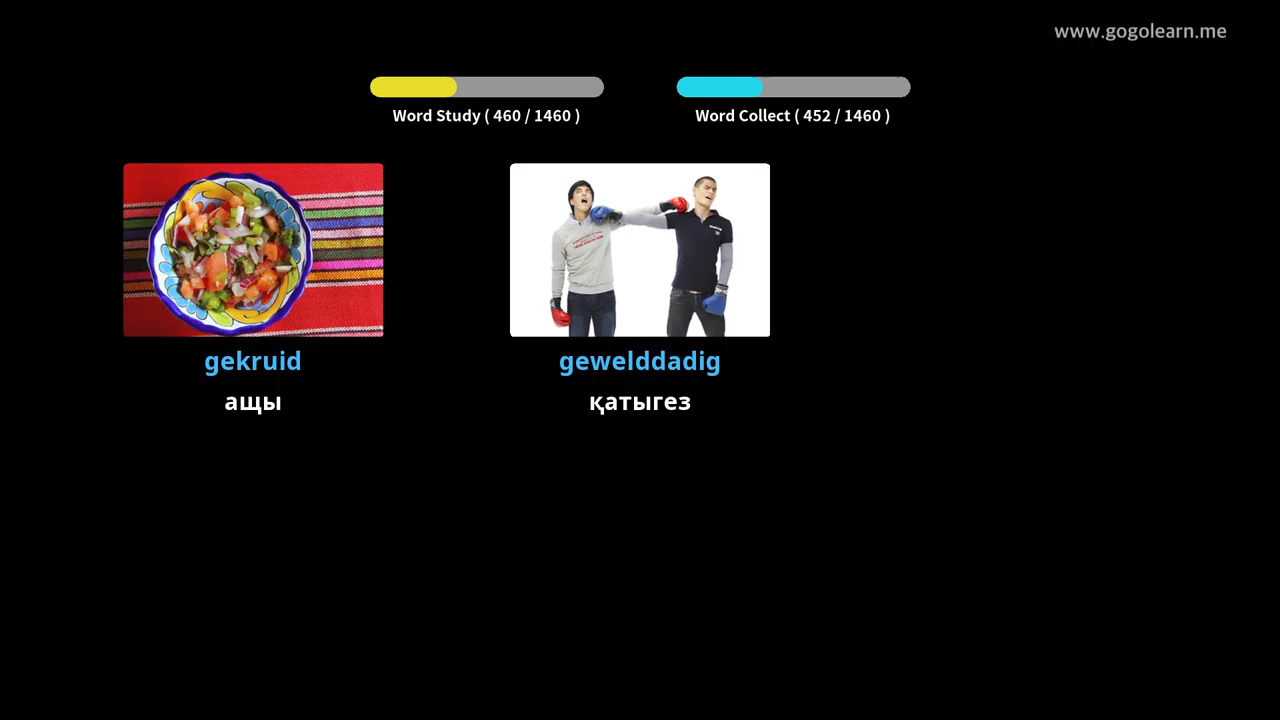 www.gogolearn.me
Word Study ( 460 / 1460 )
Word Collect ( 452 / 1460 )
gekruid
ащы
gewelddadig
қатыгез